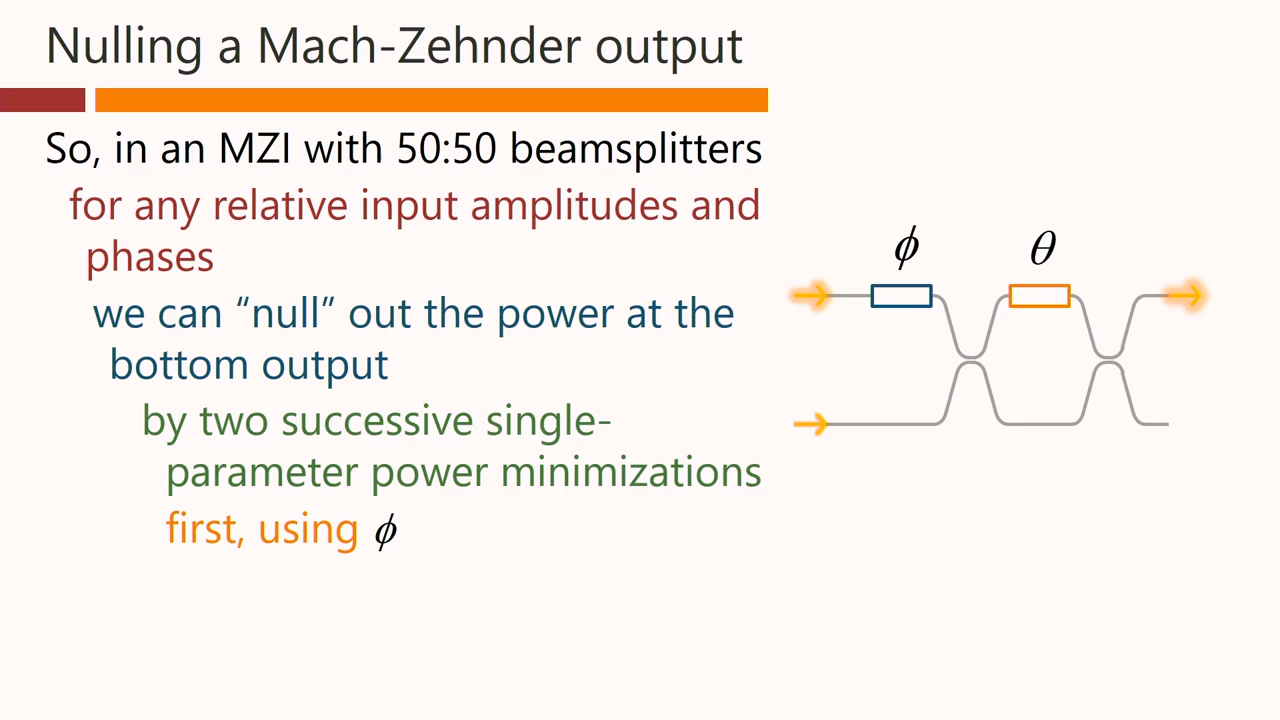 Nulling a Mach-Zehnder output
So, in an MZI with 50:50 beamsplitters
for any relative input amplitudes and
phases
we can “null” out the power at the
bottom output
by two successive single-
parameter power minimizations
first, using ϕ
ϕ θ